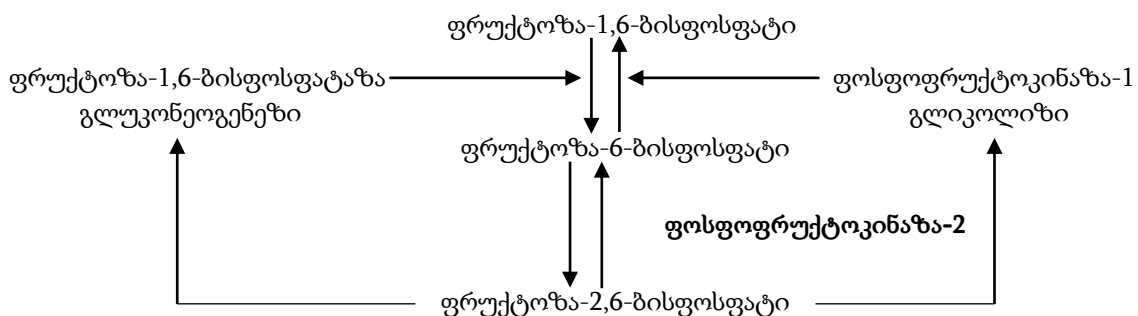 ფრუქტოზა-1,6-ბისფოსფატი
ფრუქტოზა-1,6-ბისფოსფატაზა
გლუკონეოგენეზი
ფოსფოფრუქტოკინაზა-1
გლიკოლიზი
ფრუქტოზა-6-ბისფოსფატი
ფოსფოფრუქტოკინაზა-2
ფრუქტოზა-2,6-ბისფოსფატი